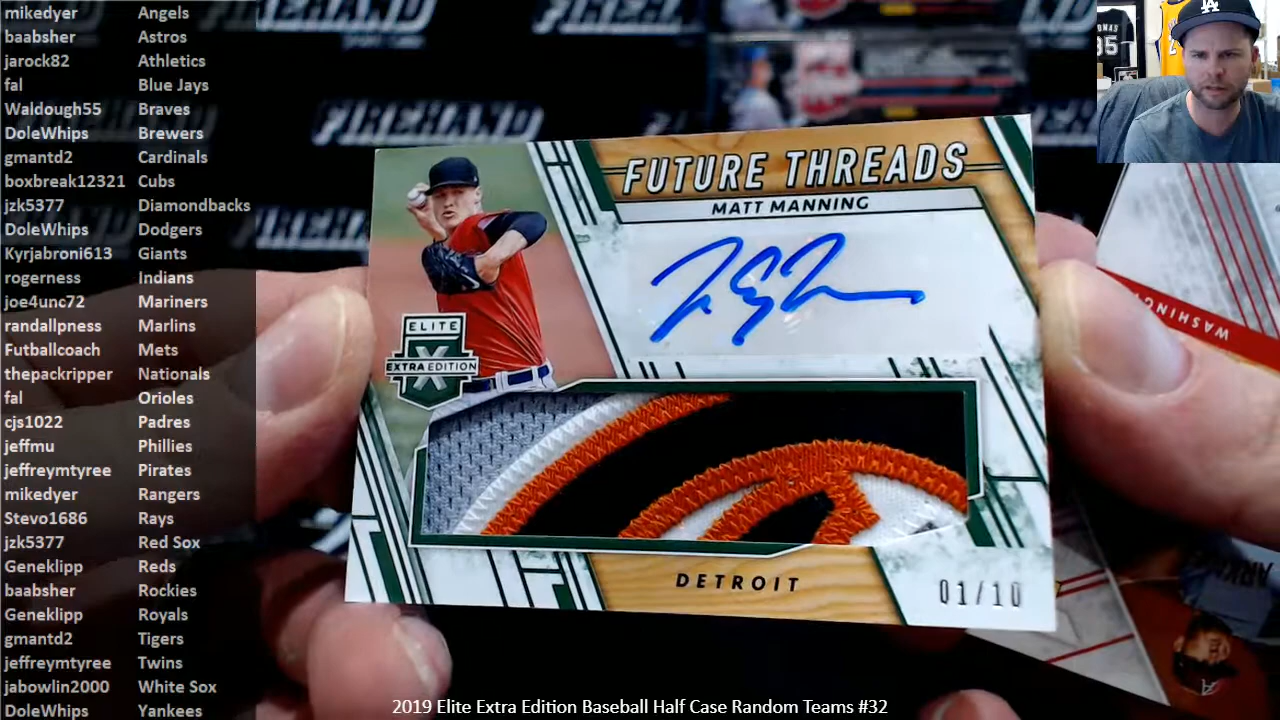 mikedyer Angels
baabsher Astros
jarock82 Athletics
fal Blue Jays
Waldough55 Braves
DoleWhips Brewers
gmantd2 Cardinals
boxbreak12321 Cubs
jzk5377 Diamondbacks
DoleWhips Dodgers
Kyrjabroni613 Giants
rogerness Indians
joe4unc72 Mariners
randallpness Marlins
Futballcoach Mets
thepackripper Nationals
fal Orioles
cjs1022 Padres
jeffmu Phillies
jeffreymtyree Pirates
mikedyer Rangers
Stevo1686 Rays
jzk5377 Red Sox
Geneklipp Reds
baabsher Rockies
Geneklipp Royals
gmantd2 Tigers
jeffreymtyree Twins
jabowlin2000 White Sox
DoleWhips Yankees
FIREHAND
FUTURE THREADS
MATT MANNING
ELITE
X
EXTRA EDITION
DETROIT
01/10
LA
WASHING
2019 Elite Extra Edition Baseball Half Case Random Teams #32